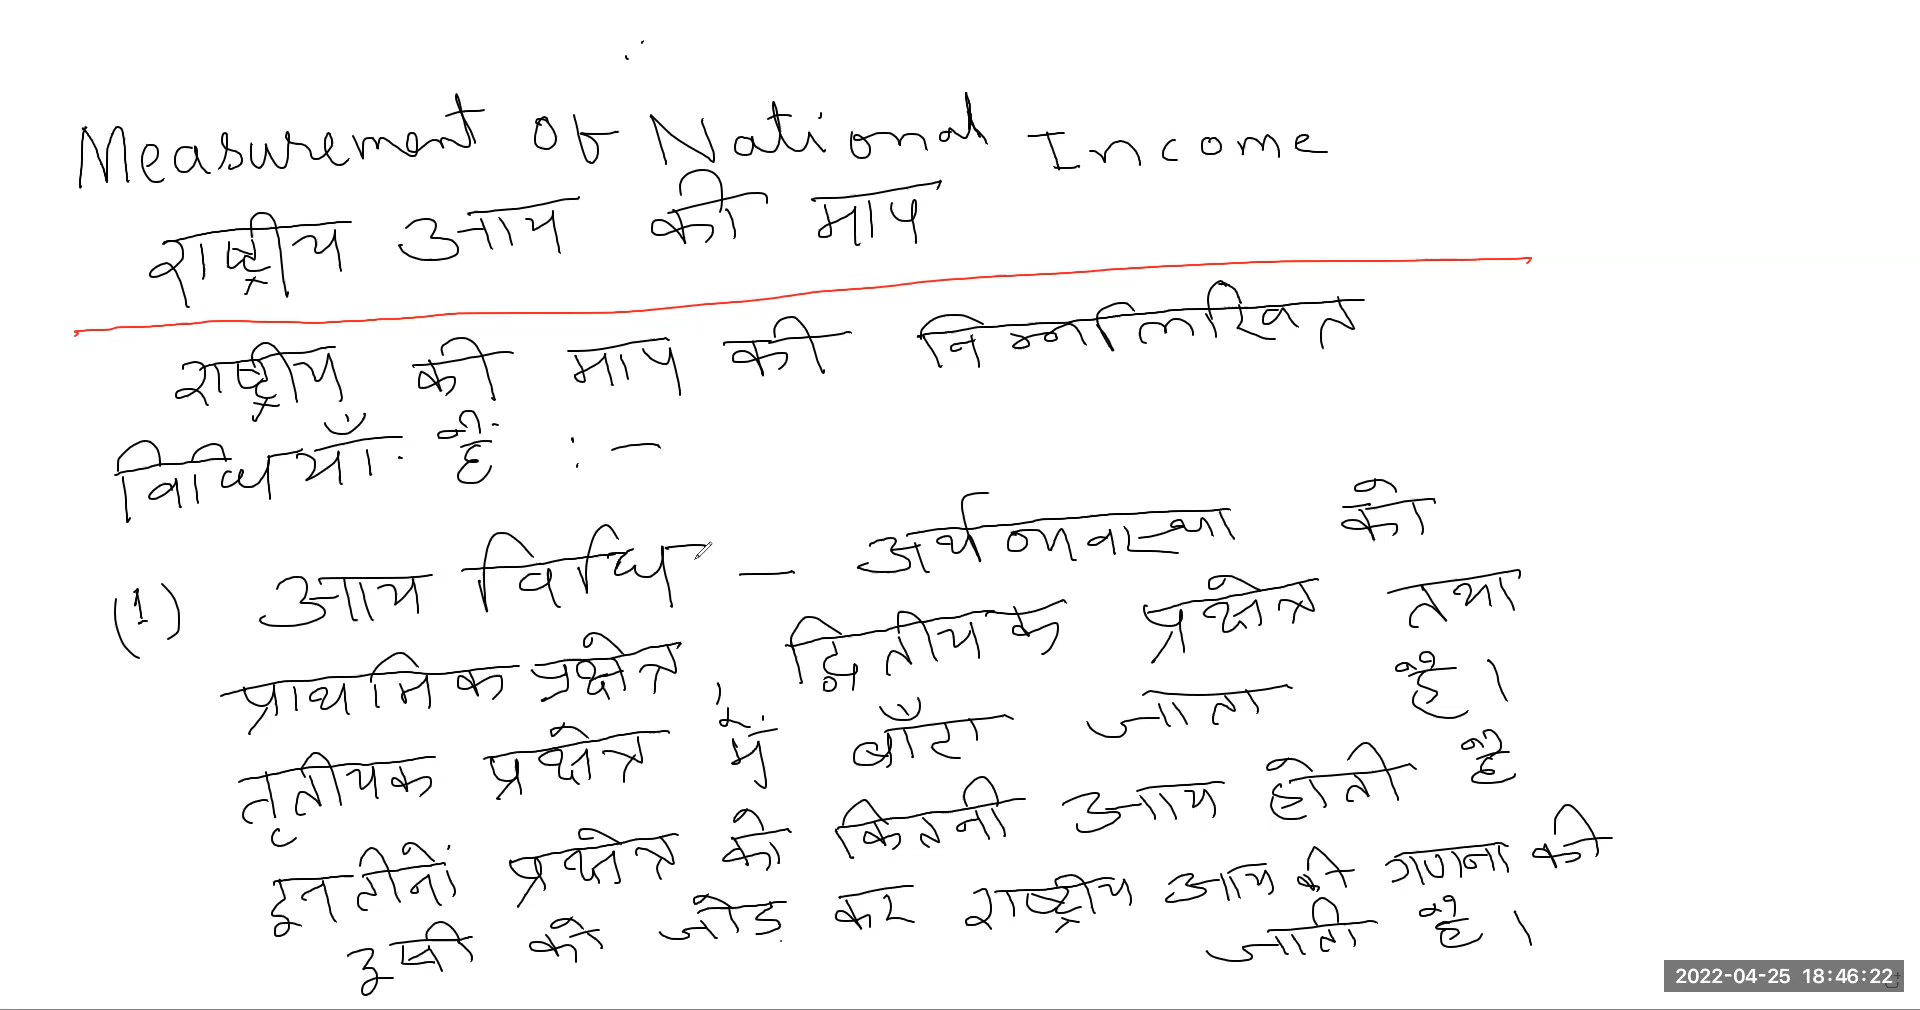 Measurement of National Income
राष्ट्रीय आय की माप
राष्ट्रीय की माप की निम्नलिखित
विधियाँ हैं :-
(1) आय विधि - अर्थव्यवस्था को
प्राथमिक प्रक्षेत्र, द्वितीयक प्रक्षेत्र तथा
तृतीयक प्रक्षेत्र में बाँटा जाता है।
इन तीनों प्रक्षेत्र को कितनी आय होती है
उसी को जोड़ कर राष्ट्रीय आय की गणना की
जाती है।
2022-04-25 18:46:22